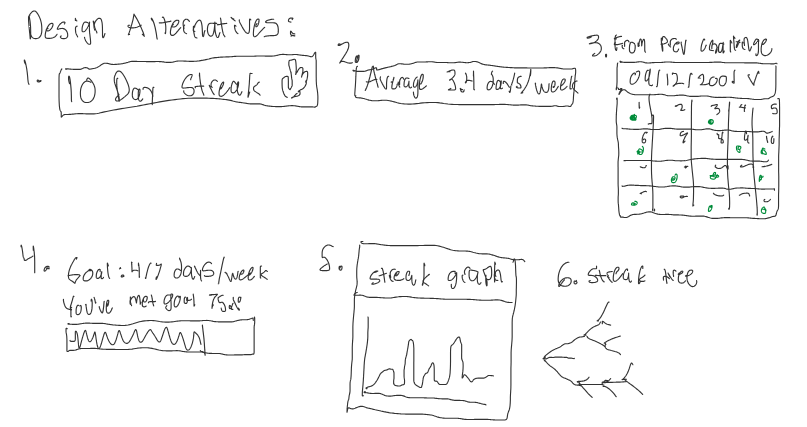 Design Alternatives:
1.
10 Day Streak
2.
Average 3.4 days/week
3. From Prev challenge
09/12/2001 V
1 2 3 4 5
6 9 8 9 10
4. Goal: 4/7 days/week
You've met goal 75%
5.
streak graph
6. streak tree